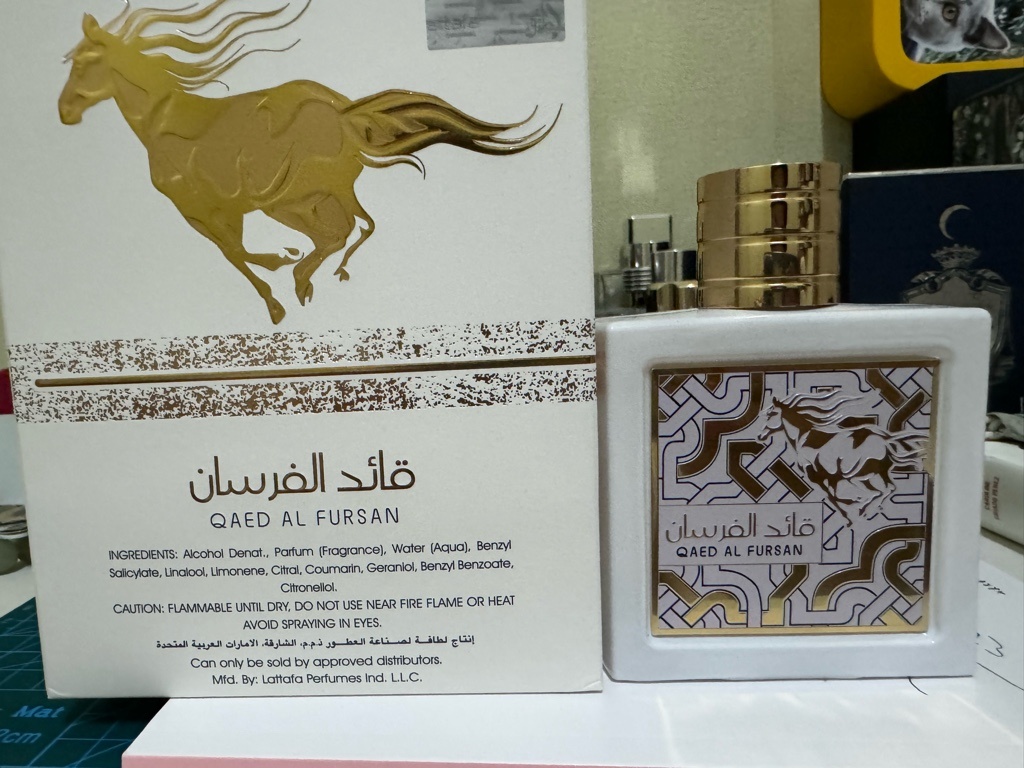 قائد الفرسان
QAED AL FURSAN
INGREDIENTS: Alcohol Denat., Parfum (Fragrance), Water (Aqua), Benzyl
Salicylate, Linalool, Limonene, Citral, Coumarin, Geraniol, Benzyl Benzoate,
Citronellol.
CAUTION: FLAMMABLE UNTIL DRY, DO NOT USE NEAR FIRE FLAME OR HEAT
AVOID SPRAYING IN EYES.
إنتاج لطافة لصناعة العطور ذ.م.م، الشارقة، الامارات العربية المتحدة
Can only be sold by approved distributors.
Mfd. By: Lattafa Perfumes Ind. L.L.C.
قائد الفرسان
QAED AL FURSAN
Mat